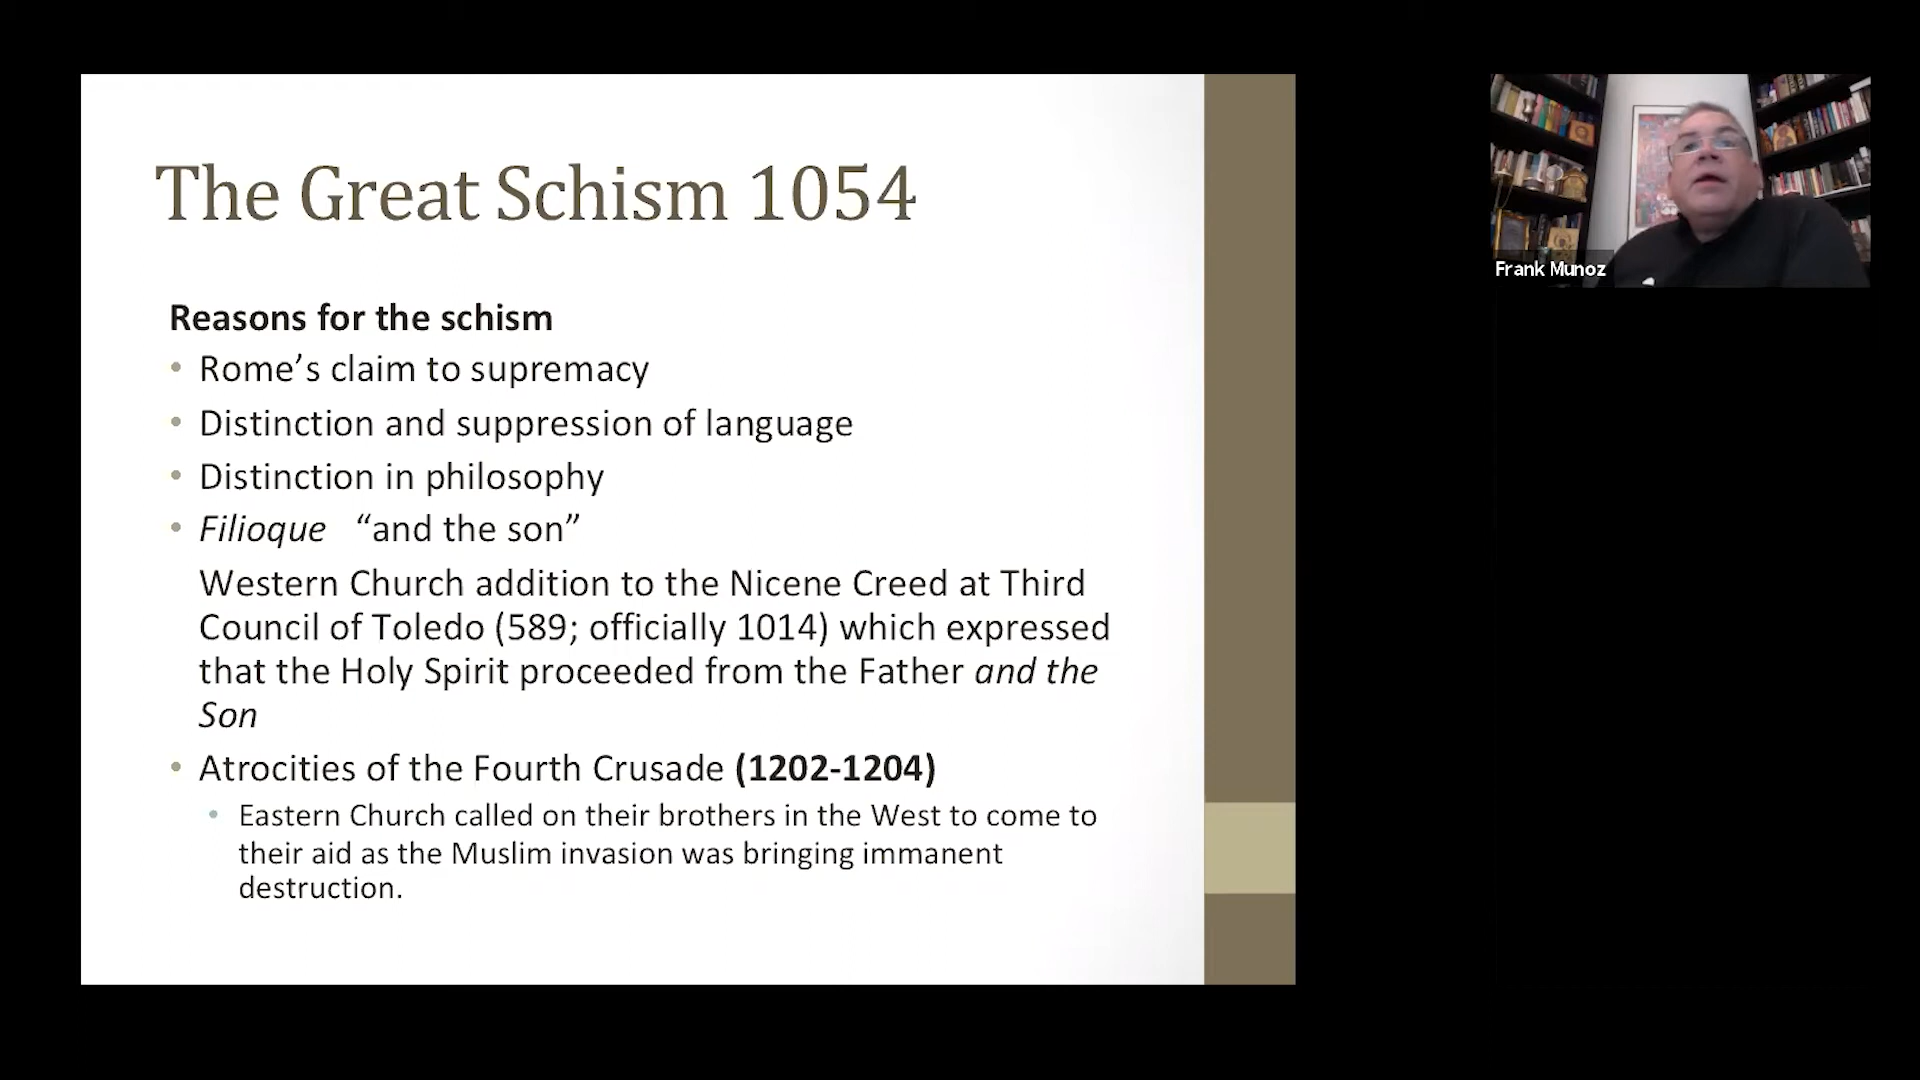 The Great Schism 1054
Reasons for the schism
• Rome’s claim to supremacy
• Distinction and suppression of language
• Distinction in philosophy
• Filioque “and the son”
Western Church addition to the Nicene Creed at Third
Council of Toledo (589; officially 1014) which expressed
that the Holy Spirit proceeded from the Father and the
Son
• Atrocities of the Fourth Crusade (1202-1204)
• Eastern Church called on their brothers in the West to come to
their aid as the Muslim invasion was bringing immanent
destruction.
Frank Munoz